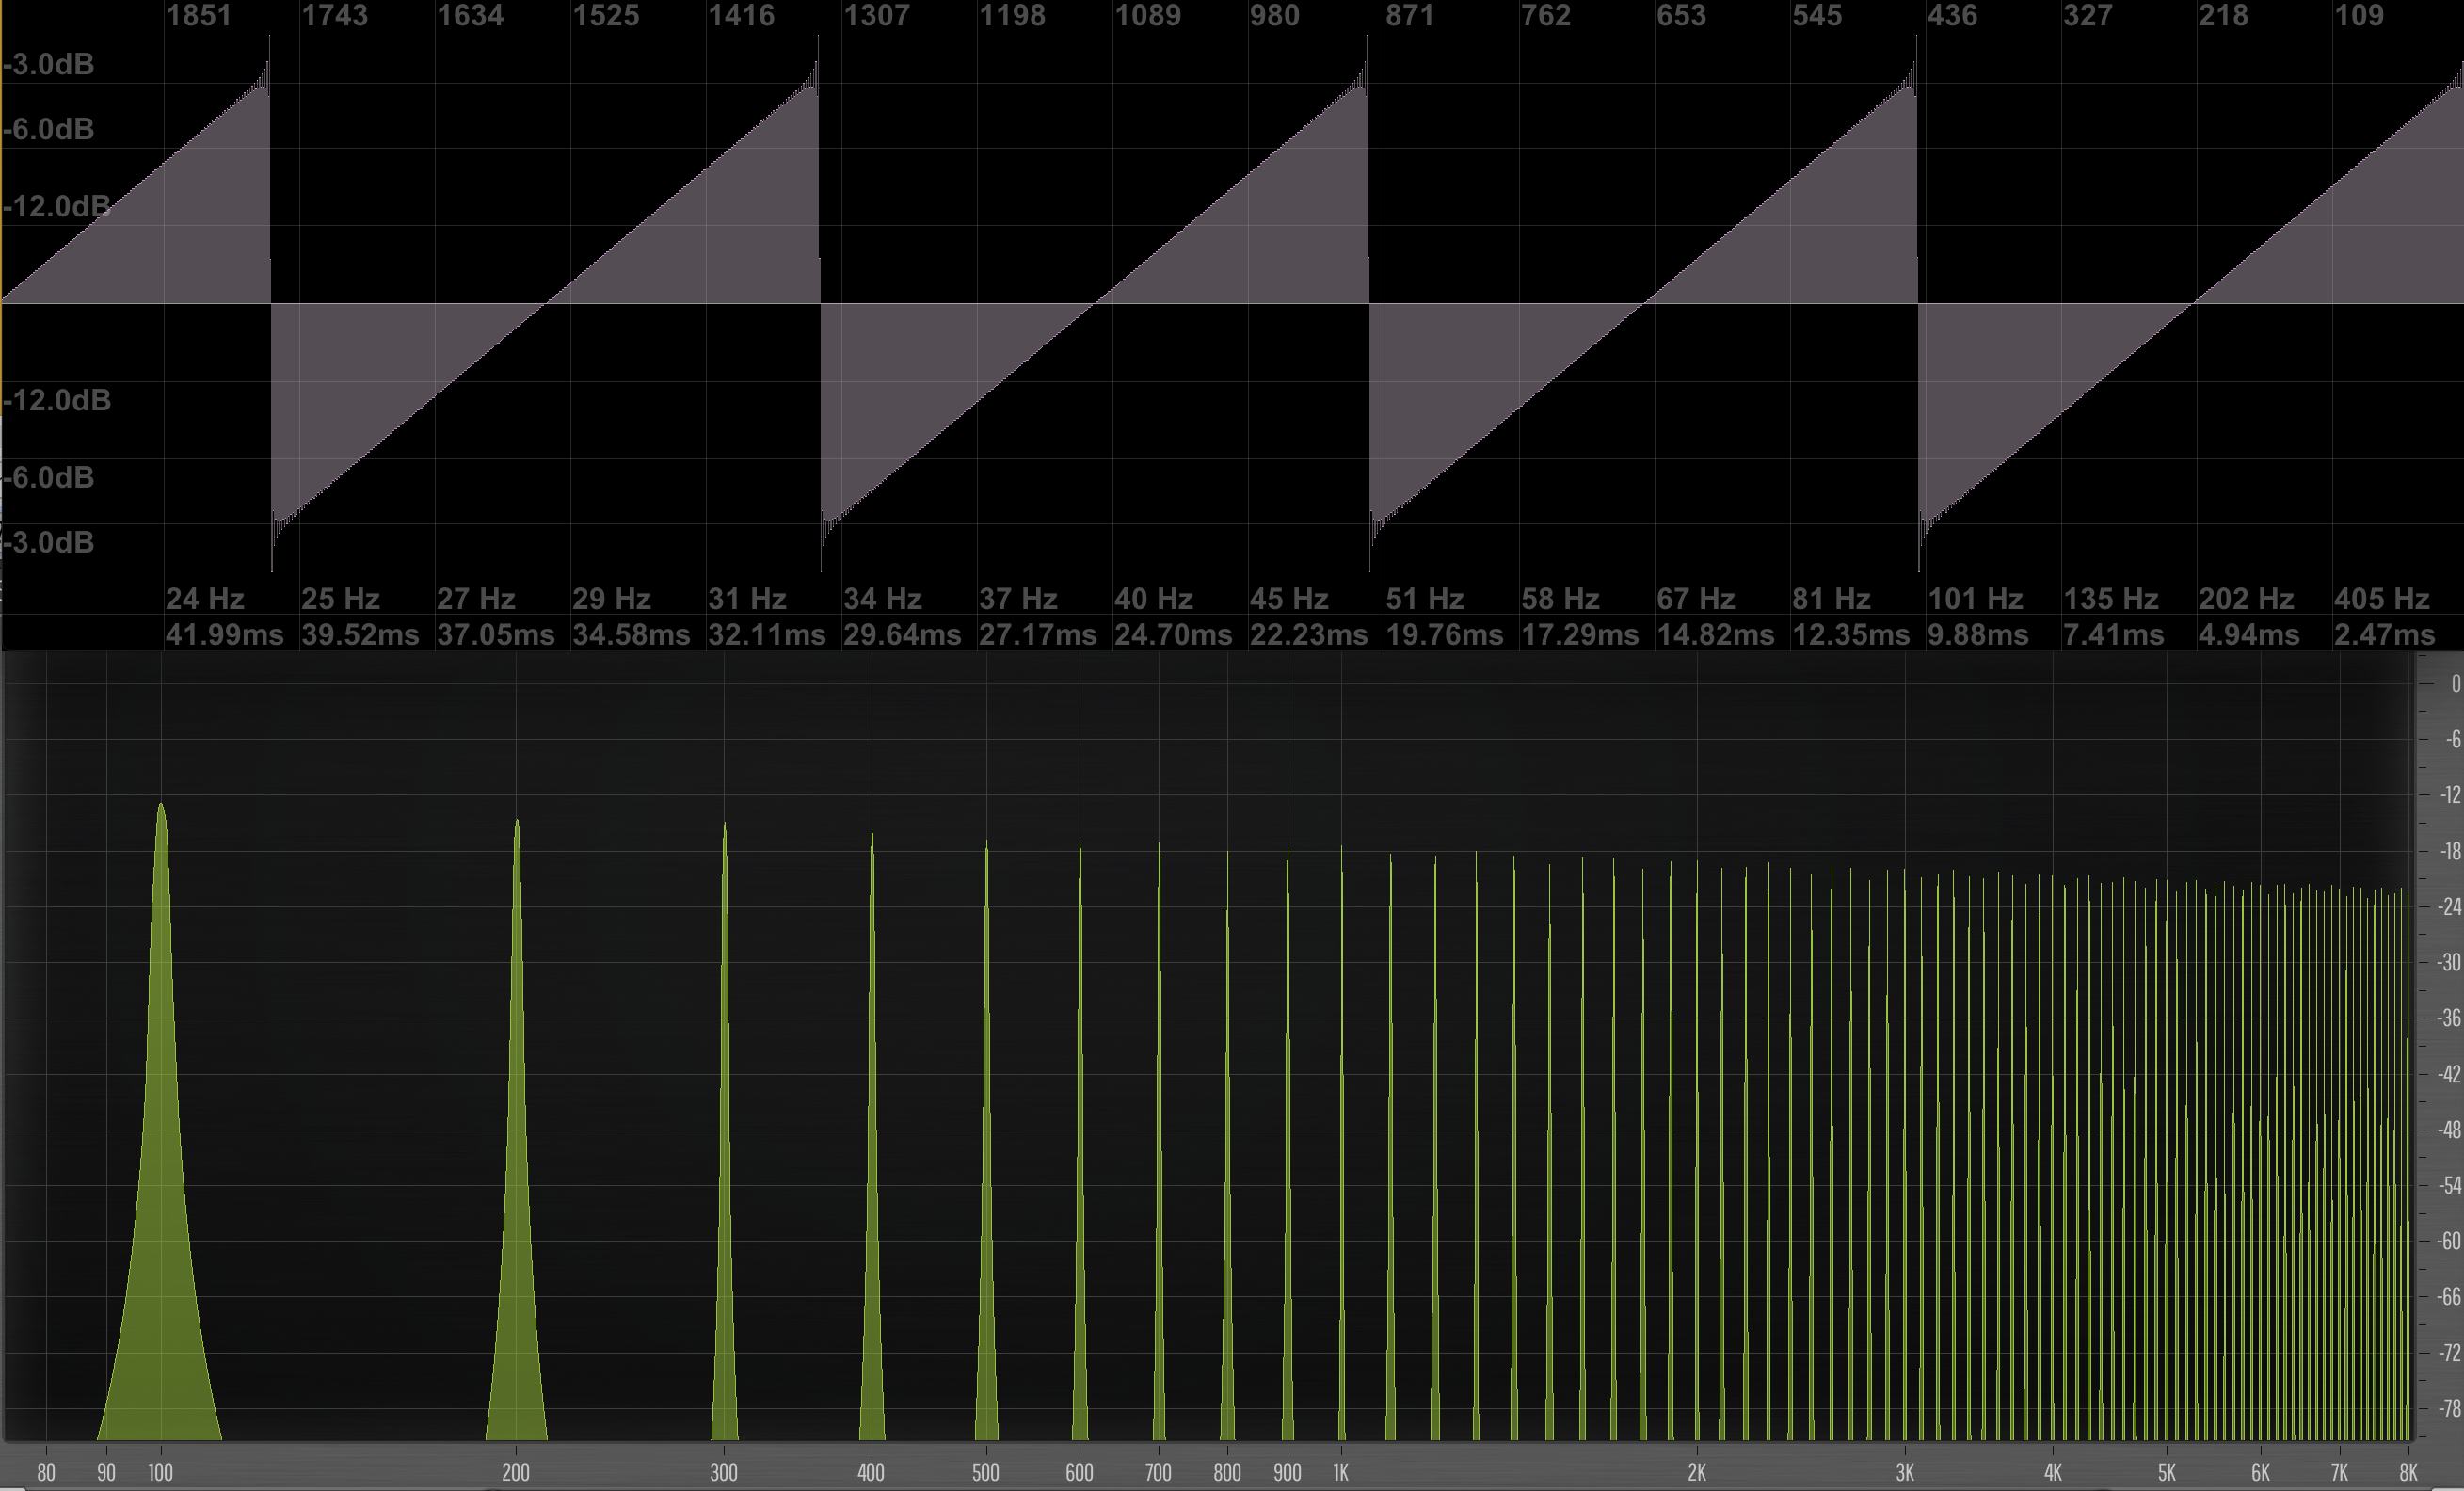 1851 1743 1634 1525 1416 1307 1198 1089 980 871 762 653 545 436 327 218 109
-3.0dB
-6.0dB
-12.0dB
-12.0dB
-6.0dB
-3.0dB
24 Hz 25 Hz 27 Hz 29 Hz 31 Hz 34 Hz 37 Hz 40 Hz 45 Hz 51 Hz 58 Hz 67 Hz 81 Hz 101 Hz 135 Hz 202 Hz 405 Hz
41.99ms 39.52ms 37.05ms 34.58ms 32.11ms 29.64ms 27.17ms 24.70ms 22.23ms 19.76ms 17.29ms 14.82ms 12.35ms 9.88ms 7.41ms 4.94ms 2.47ms
0
-6
-12
-18
-24
-30
-36
-42
-48
-54
-60
-66
-72
-78
80 90 100 200 300 400 500 600 700 800 900 1K 2K 3K 4K 5K 6K 7K 8K